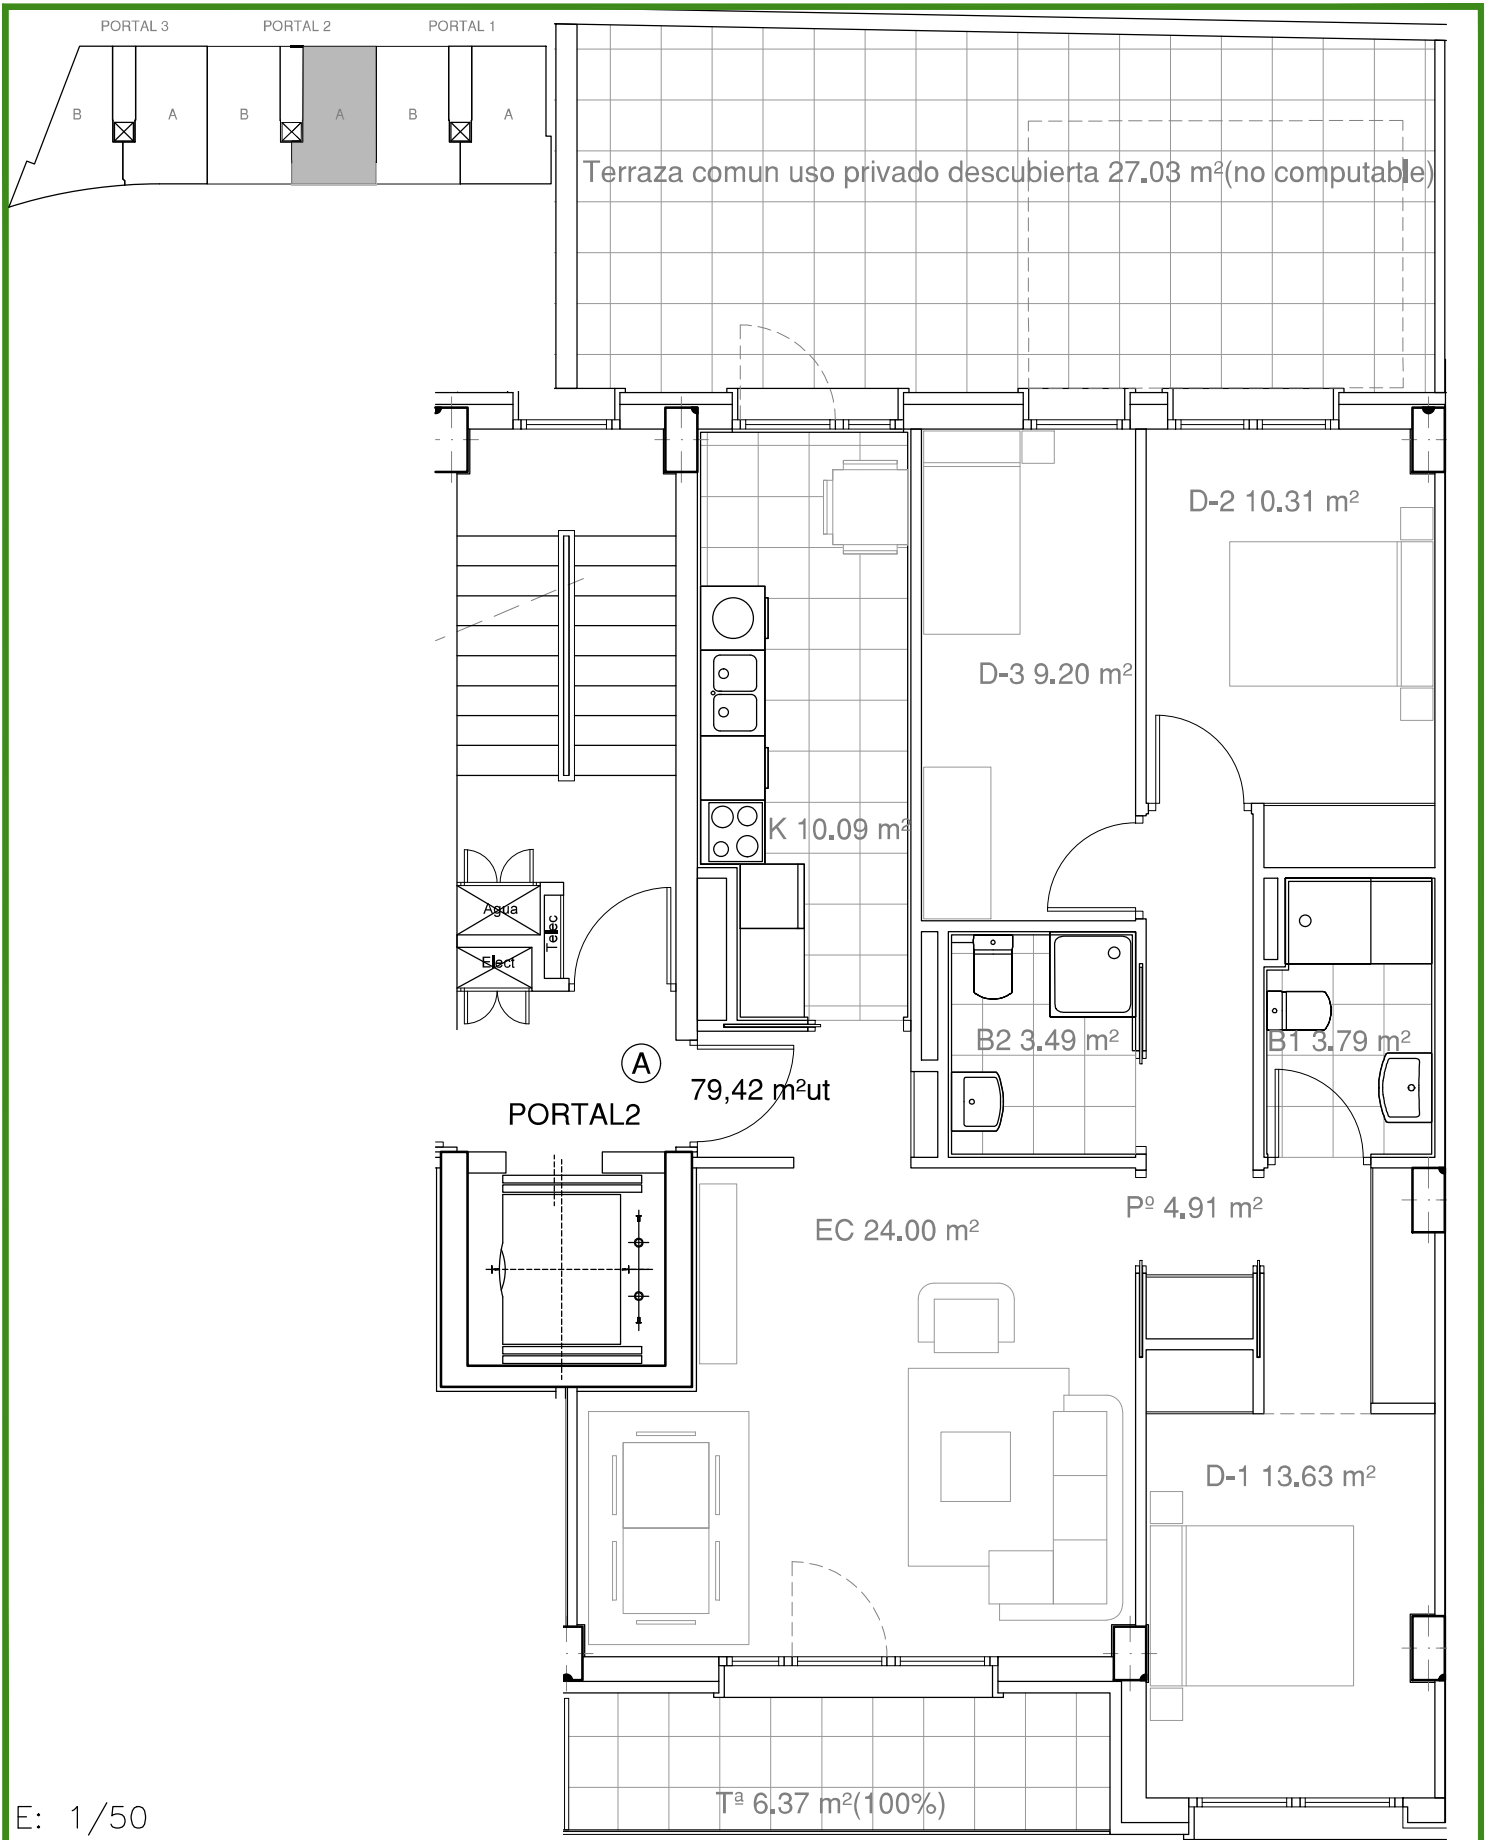 PORTAL 3 PORTAL 2 PORTAL 1
B A B A B A
Terraza comun uso privado descubierta 27.03 m²(no computable)
D-2 10.31 m²
D-3 9.20 m²
K 10.09 m²
Agua
Telec
Elect
B2 3.49 m²
B1 3.79 m²
A
79,42 m²ut
PORTAL2
Pº 4.91 m²
EC 24.00 m²
D-1 13.63 m²
Tª 6.37 m²(100%)
E: 1/50